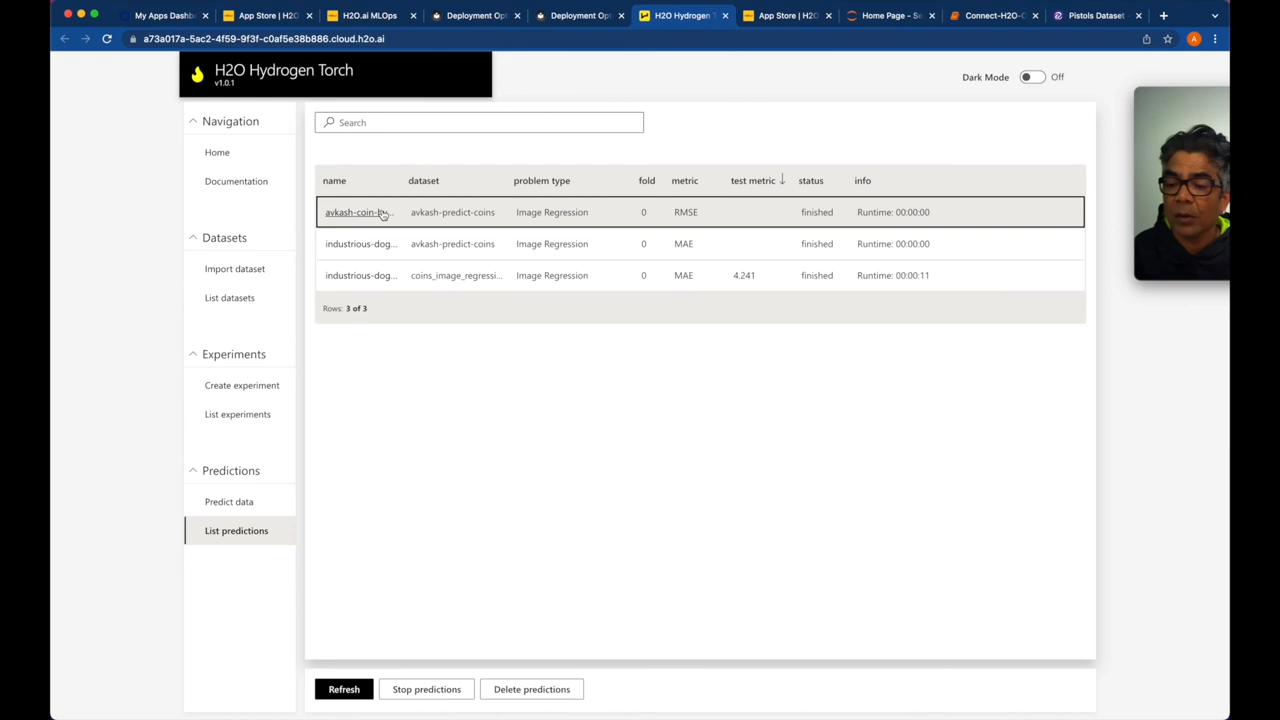 My Apps Dashb
App Store | H2O
H2O.ai MLOps
Deployment Op
Deployment Op
H2O Hydrogen T
App Store | H2O
Home Page - Se
Connect-H2O-C
Pistols Dataset -
a73a017a-5ac2-4f59-9f3f-c0af5e38b886.cloud.h2o.ai
A
H2O Hydrogen Torch
v1.0.1
Dark Mode Off
Navigation
Home
Documentation
Datasets
Import dataset
List datasets
Experiments
Create experiment
List experiments
Predictions
Predict data
List predictions
Search
name dataset problem type fold metric test metric status info
avkash-coin- avkash-predict-coins Image Regression 0 RMSE finished Runtime: 00:00:00
industrious-dog... avkash-predict-coins Image Regression 0 MAE finished Runtime: 00:00:00
industrious-dog... coins_image_regressi... Image Regression 0 MAE 4.241 finished Runtime: 00:00:11
Rows: 3 of 3
Refresh
Stop predictions
Delete predictions